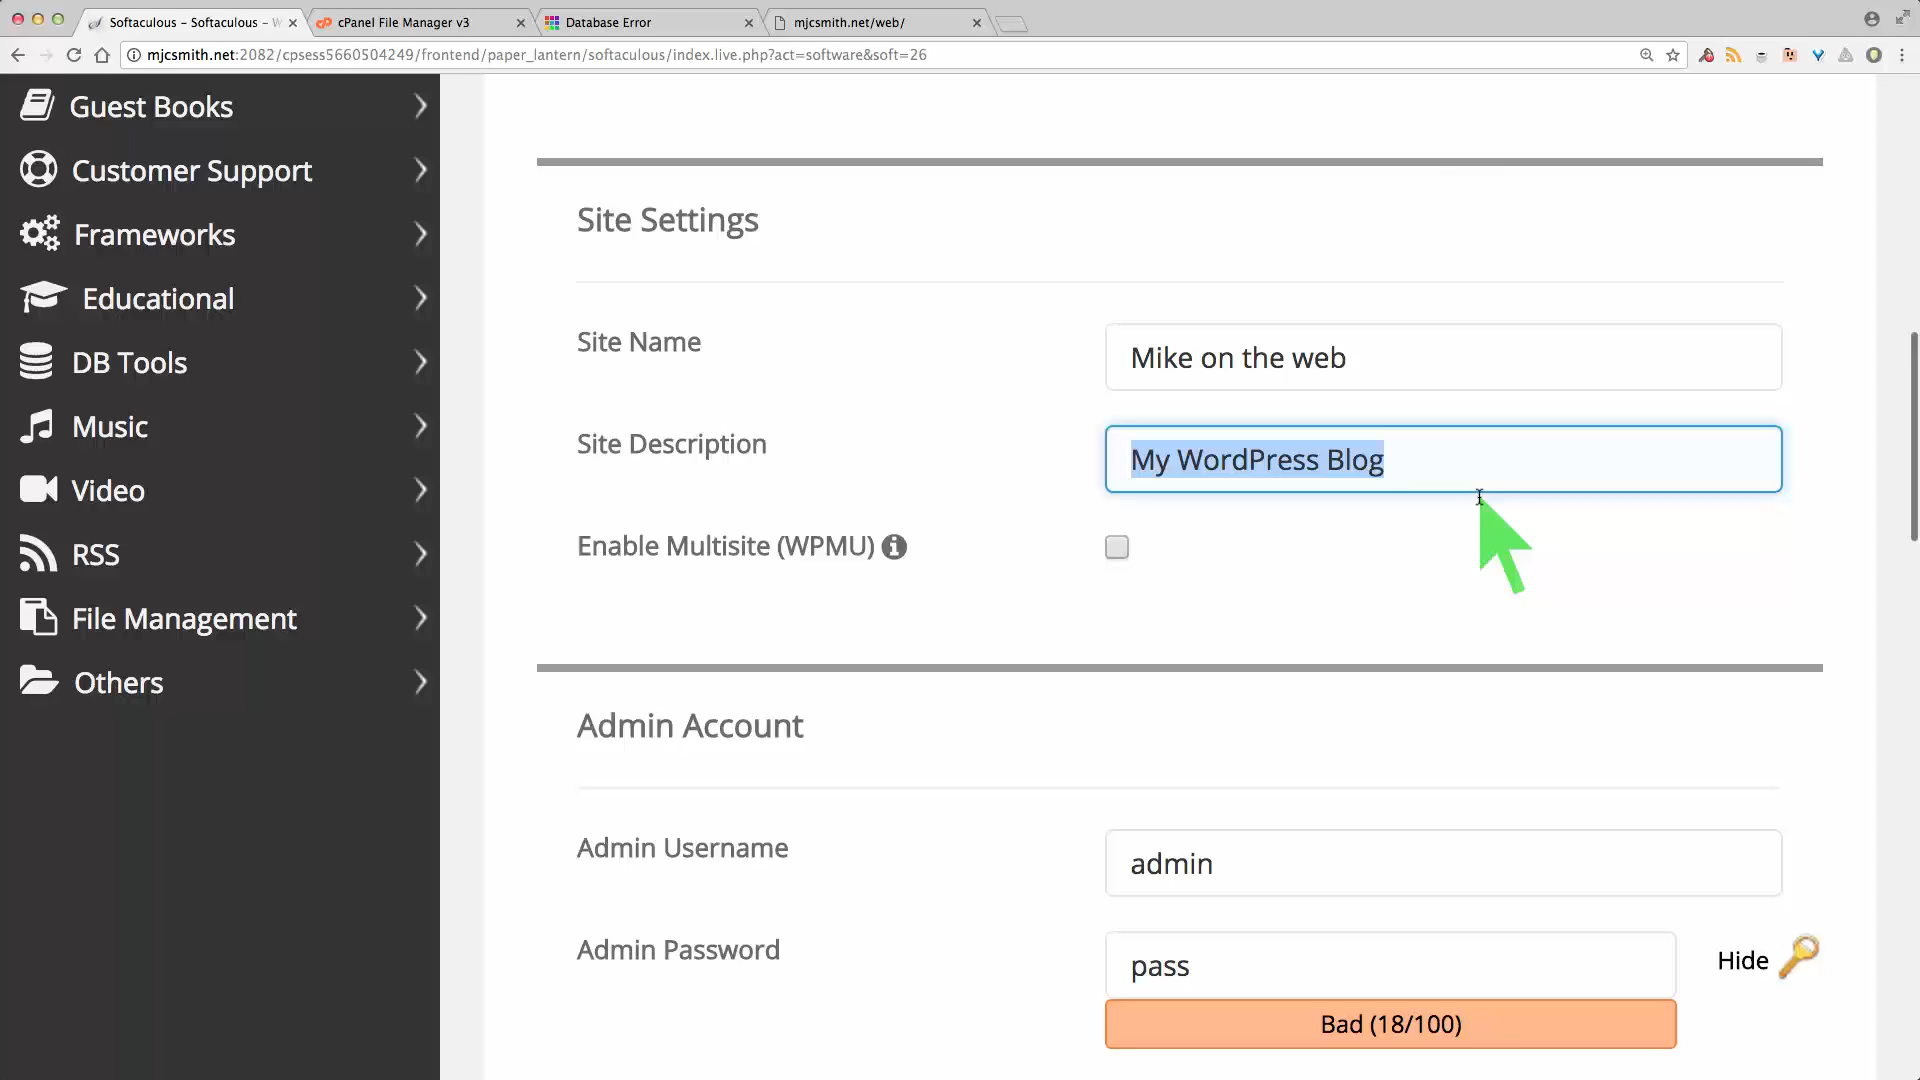 Softaculous - Softaculous - W
cPanel File Manager v3
Database Error
mjcsmith.net/web/
mjcsmith.net:2082/cpsess5660504249/frontend/paper_lantern/softaculous/index.live.php?act=software&soft=26
Guest Books
Customer Support
Frameworks
Educational
DB Tools
Music
Video
RSS
File Management
Others
Site Settings
Site Name
Mike on the web
Site Description
My WordPress Blog
Enable Multisite (WPMU)
Admin Account
Admin Username
admin
Admin Password
pass
Hide
Bad (18/100)